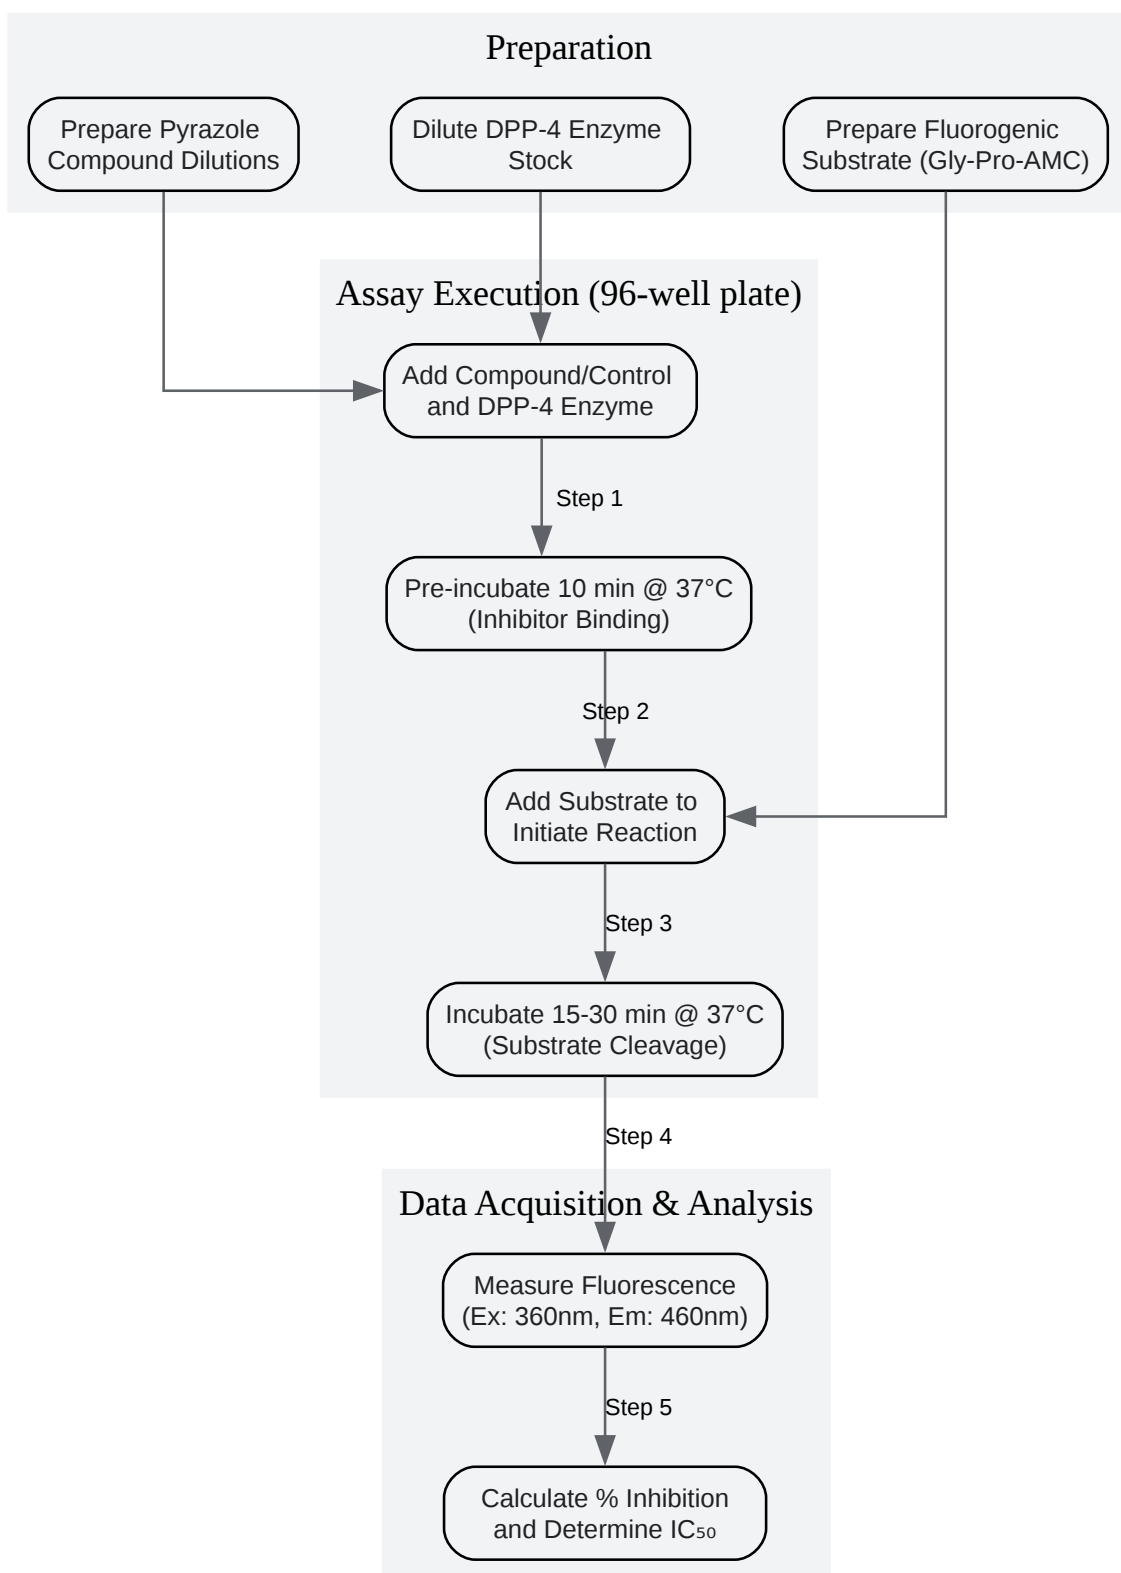 Preparation
Prepare Pyrazole
Compound Dilutions
Dilute DPP-4 Enzyme
Stock
Prepare Fluorogenic
Substrate (Gly-Pro-AMC)
Assay Execution (96-well plate)
Add Compound/Control
and DPP-4 Enzyme
Step 1
Pre-incubate 10 min @ 37°C
(Inhibitor Binding)
Step 2
Add Substrate to
Initiate Reaction
Step 3
Incubate 15-30 min @ 37°C
(Substrate Cleavage)
Step 4
Data Acquisition & Analysis
Measure Fluorescence
(Ex: 360nm, Em: 460nm)
Step 5
Calculate % Inhibition
and Determine IC₅₀